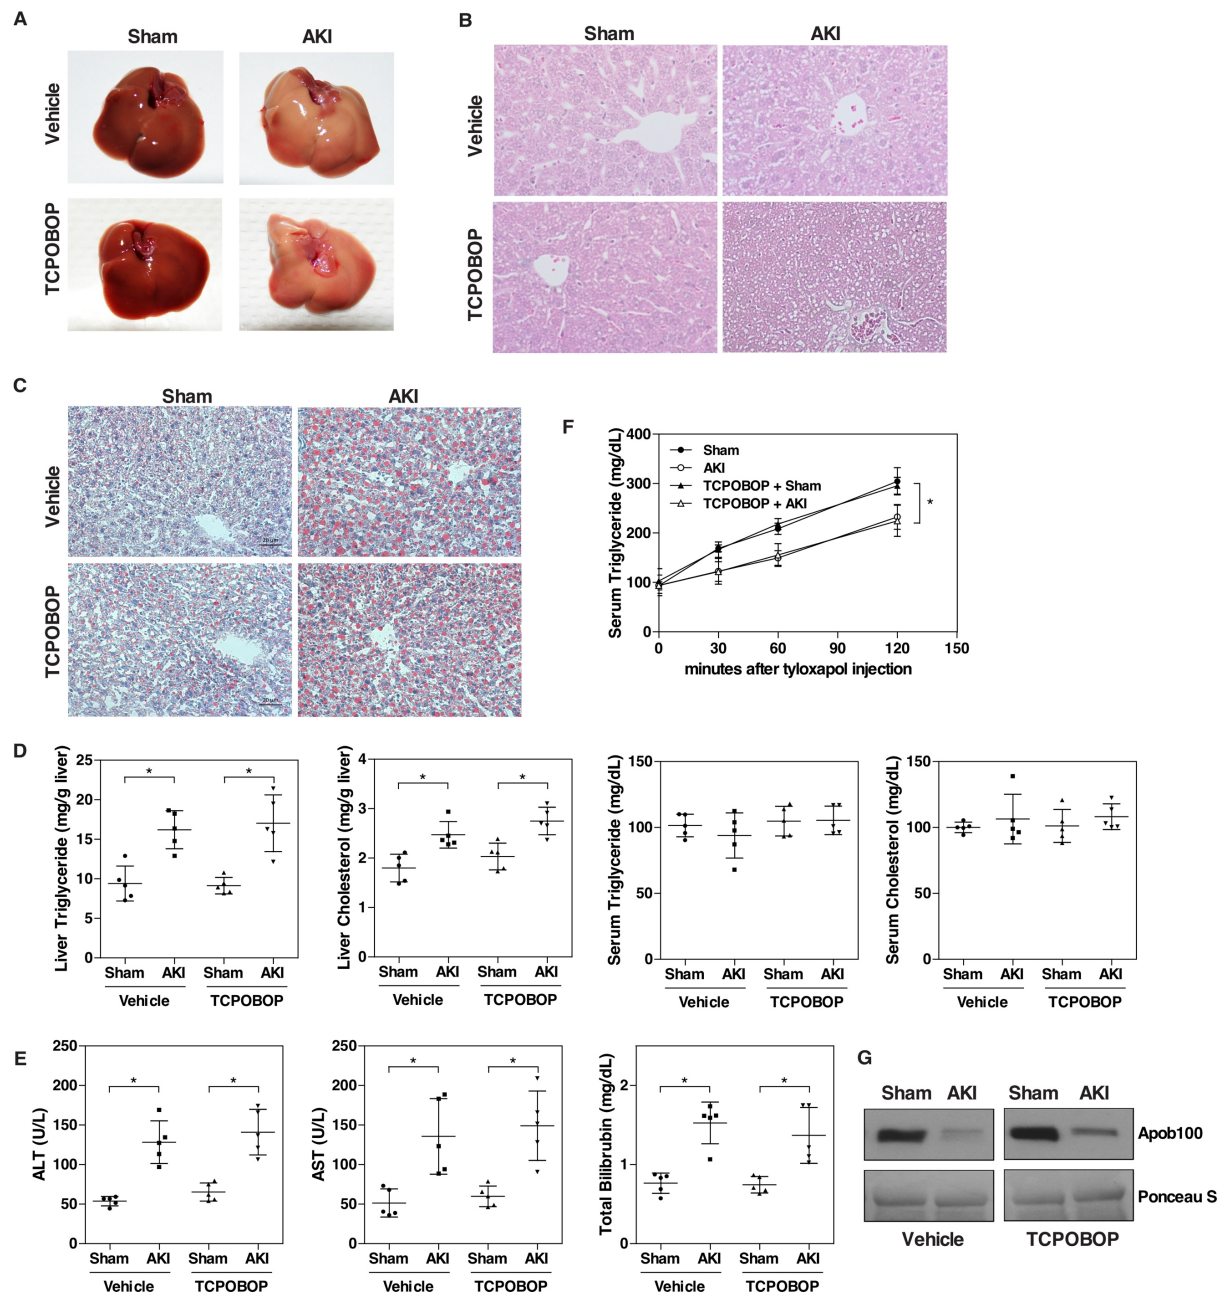 A
Sham AKI
Vehicle
TCPOBOP
B
Sham AKI
Vehicle
TCPOBOP
C
Sham AKI
Vehicle
20 µm
TCPOBOP
20 µm
F
Serum Triglyceride (mg/dL)
400
300
200
100
0
Sham
AKI
TCPOBOP + Sham
TCPOBOP + AKI
*
0 30 60 90 120 150
minutes after tyloxapol injection
D
Liver Triglyceride (mg/g liver)
25
20
15
10
5
0
* *
Sham AKI Sham AKI
Vehicle TCPOBOP
Liver Cholesterol (mg/g liver)
4
3
2
1
0
* *
Sham AKI Sham AKI
Vehicle TCPOBOP
Serum Triglyceride (mg/dL)
150
100
50
0
Sham AKI Sham AKI
Vehicle TCPOBOP
Serum Cholesterol (mg/dL)
150
100
50
0
Sham AKI Sham AKI
Vehicle TCPOBOP
E
ALT (U/L)
250
200
150
100
50
0
* *
Sham AKI Sham AKI
Vehicle TCPOBOP
AST (U/L)
250
200
150
100
50
0
* *
Sham AKI Sham AKI
Vehicle TCPOBOP
Total Bilibrubin (mg/dL)
2
1
0
* *
Sham AKI Sham AKI
Vehicle TCPOBOP
G
Sham AKI Sham AKI
Apob100
Ponceau S
Vehicle TCPOBOP